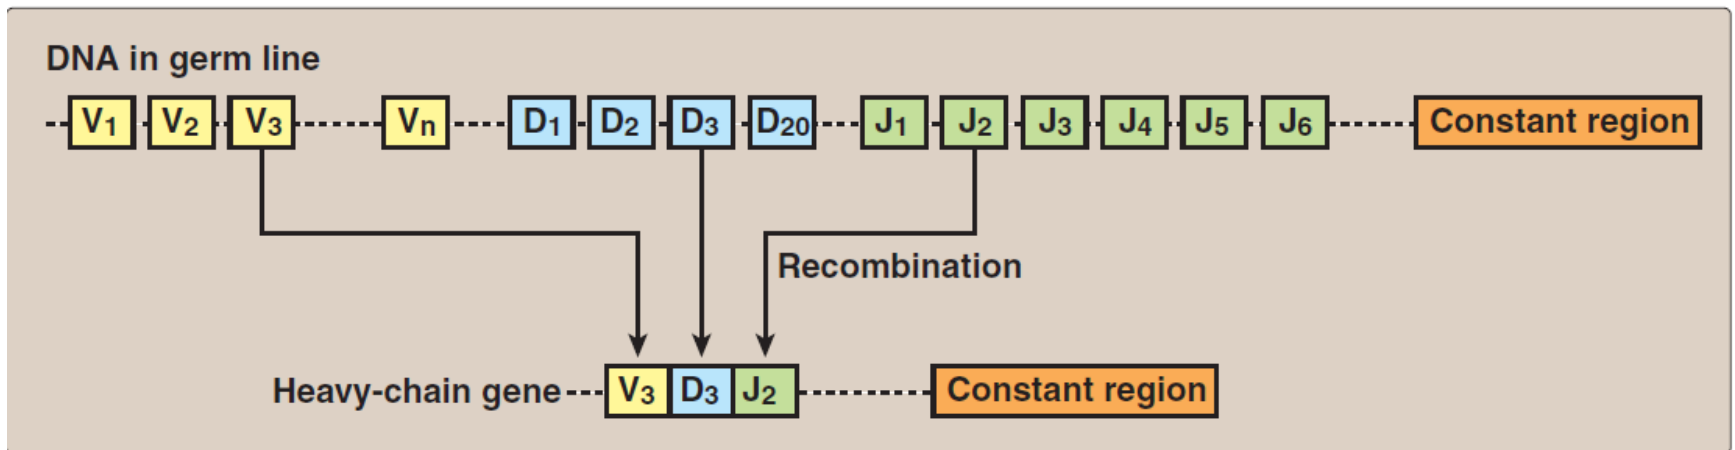 DNA in germ line
V1 V2 V3 Vn D1 D2 D3 D20 J1 J2 J3 J4 J5 J6 Constant region
Recombination
Heavy-chain gene V3 D3 J2 Constant region